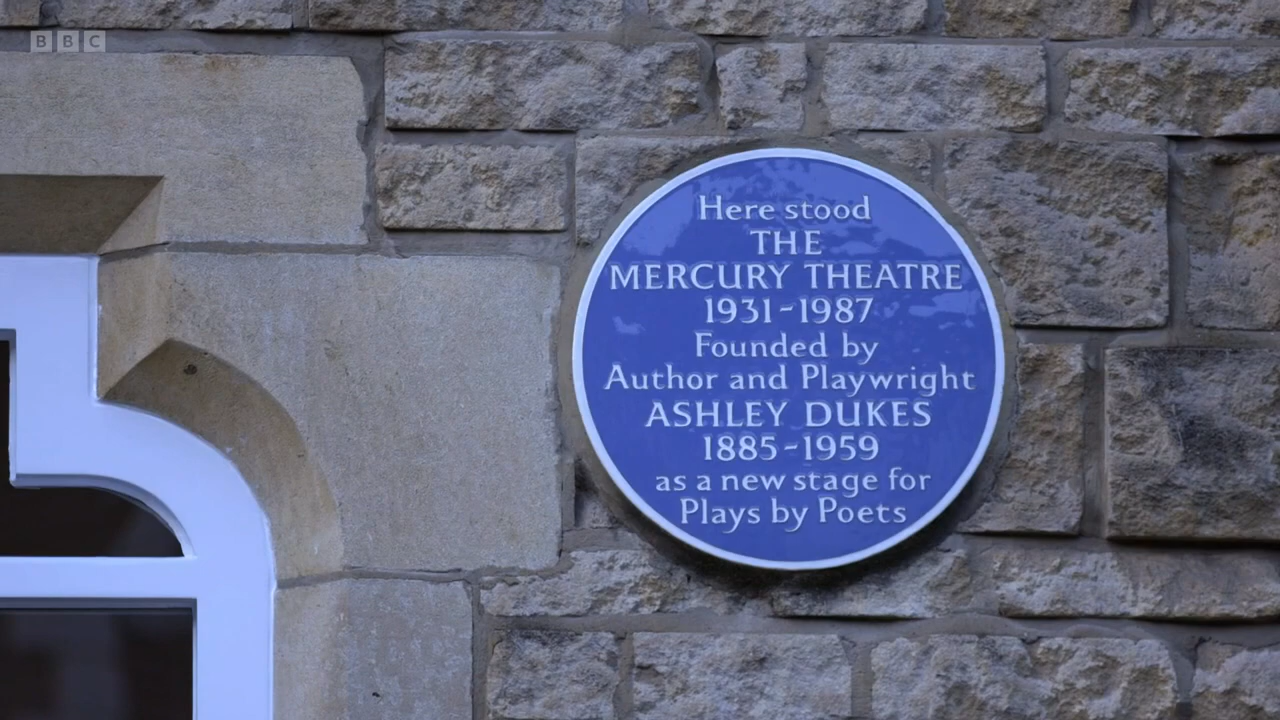 BBC
Here stood
THE
MERCURY THEATRE
1931-1987
Founded by
Author and Playwright
ASHLEY DUKES
1885-1959
as a new stage for
Plays by Poets